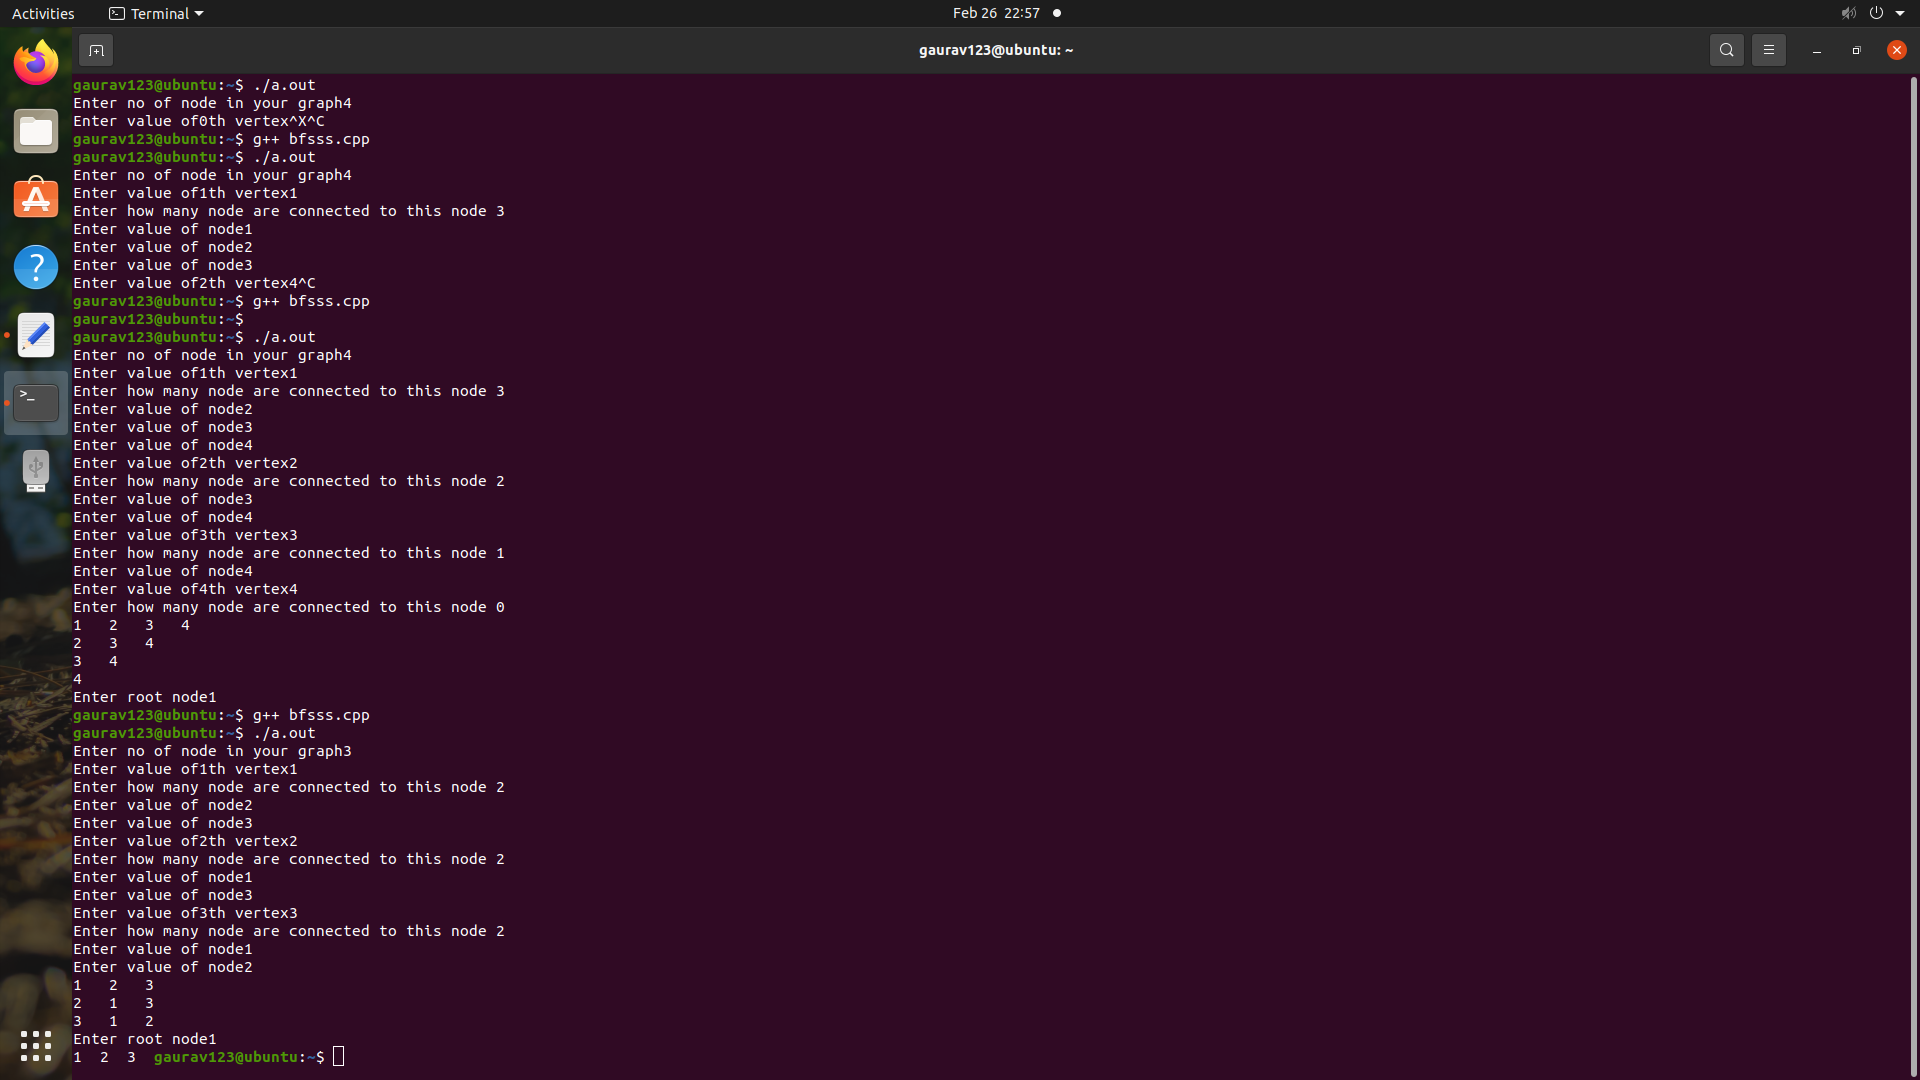 Activities Terminal Feb 26 22:57
gaurav123@ubuntu: ~
gaurav123@ubuntu:~$ ./a.out
Enter no of node in your graph4
Enter value of0th vertex^X^C
gaurav123@ubuntu:~$ g++ bfsss.cpp
gaurav123@ubuntu:~$ ./a.out
Enter no of node in your graph4
Enter value of1th vertex1
Enter how many node are connected to this node 3
Enter value of node1
Enter value of node2
Enter value of node3
Enter value of2th vertex4^C
gaurav123@ubuntu:~$ g++ bfsss.cpp
gaurav123@ubuntu:~$
gaurav123@ubuntu:~$ ./a.out
Enter no of node in your graph4
Enter value of1th vertex1
Enter how many node are connected to this node 3
Enter value of node2
Enter value of node3
Enter value of node4
Enter value of2th vertex2
Enter how many node are connected to this node 2
Enter value of node3
Enter value of node4
Enter value of3th vertex3
Enter how many node are connected to this node 1
Enter value of node4
Enter value of4th vertex4
Enter how many node are connected to this node 0
1   2   3   4
2   3   4
3   4
4
Enter root node1
gaurav123@ubuntu:~$ g++ bfsss.cpp
gaurav123@ubuntu:~$ ./a.out
Enter no of node in your graph3
Enter value of1th vertex1
Enter how many node are connected to this node 2
Enter value of node2
Enter value of node3
Enter value of2th vertex2
Enter how many node are connected to this node 2
Enter value of node1
Enter value of node3
Enter value of3th vertex3
Enter how many node are connected to this node 2
Enter value of node1
Enter value of node2
1   2   3
2   1   3
3   1   2
Enter root node1
1  2  3  gaurav123@ubuntu:~$